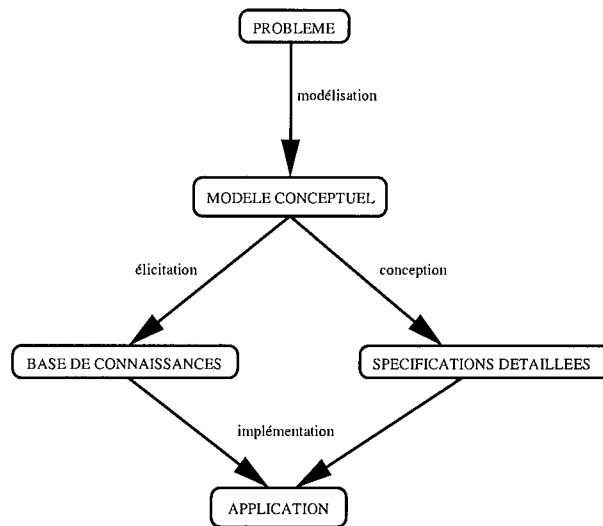 PROBLEME
modélisation
MODELE CONCEPTUEL
élicitation
conception
BASE DE CONNAISSANCES
SPECIFICATIONS DETAILLEES
implémentation
APPLICATION